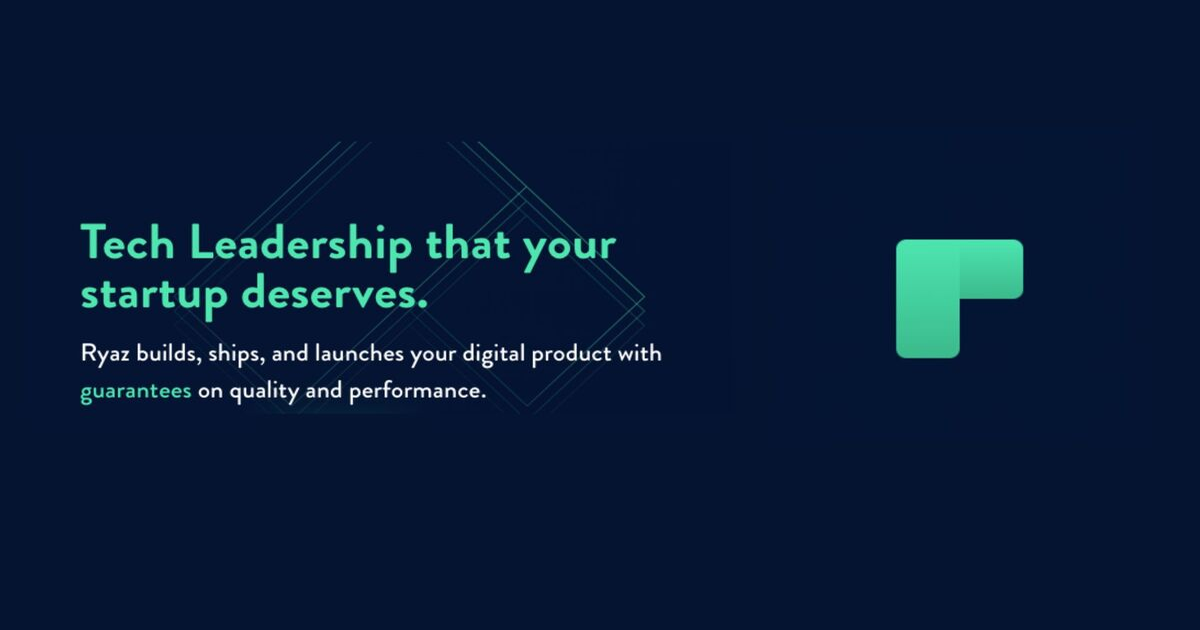 Tech Leadership that your
startup deserves.
Ryaz builds, ships, and launches your digital product with
guarantees on quality and performance.